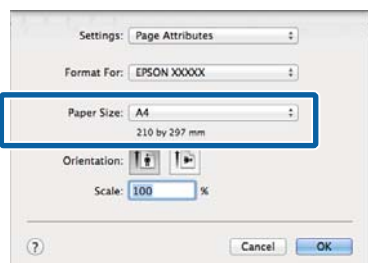 Settings: Page Attributes
Format For: EPSON XXXXX
Paper Size: A4
210 by 297 mm
Orientation:
Scale: 100 %
? Cancel OK